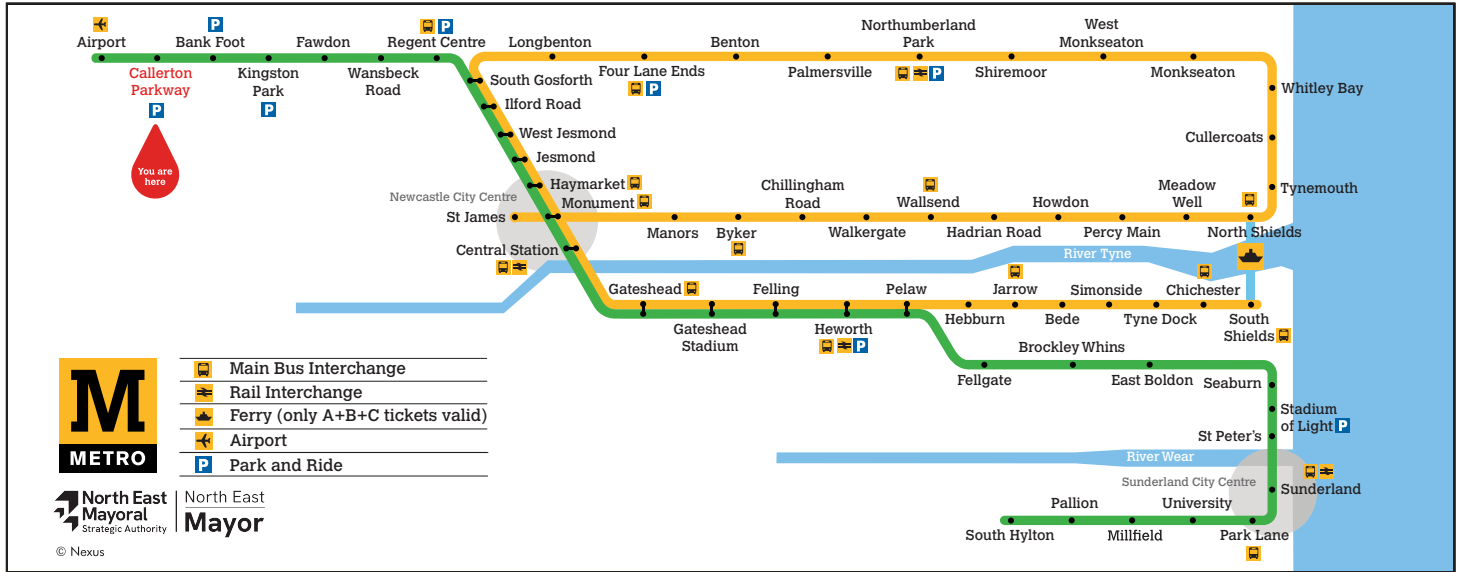 Airport
Callerton
Parkway
P
You are
here
P
Bank Foot
Kingston
Park
P
Fawdon
Wansbeck
Road
P
Regent Centre
South Gosforth
Ilford Road
West Jesmond
Jesmond
Haymarket
Newcastle City Centre
Monument
St James
Central Station
Longbenton
Four Lane Ends
P
Benton
Palmersville
Northumberland
Park
P
Shiremoor
West
Monkseaton
Monkseaton
Whitley Bay
Cullercoats
Tynemouth
Manors
Byker
Chillingham
Road
Walkergate
Wallsend
Hadrian Road
Howdon
Percy Main
Meadow
Well
North Shields
River Tyne
Gateshead
Gateshead
Stadium
Felling
Heworth
P
Pelaw
Hebburn
Jarrow
Bede
Simonside
Tyne Dock
Chichester
South
Shields
Fellgate
Brockley Whins
East Boldon
Seaburn
Stadium
of Light P
St Peter's
River Wear
Sunderland City Centre
Sunderland
Park Lane
University
Millfield
Pallion
South Hylton
M
METRO
Main Bus Interchange
Rail Interchange
Ferry (only A+B+C tickets valid)
Airport
P Park and Ride
North East
Mayoral
Strategic Authority
North East
Mayor
© Nexus